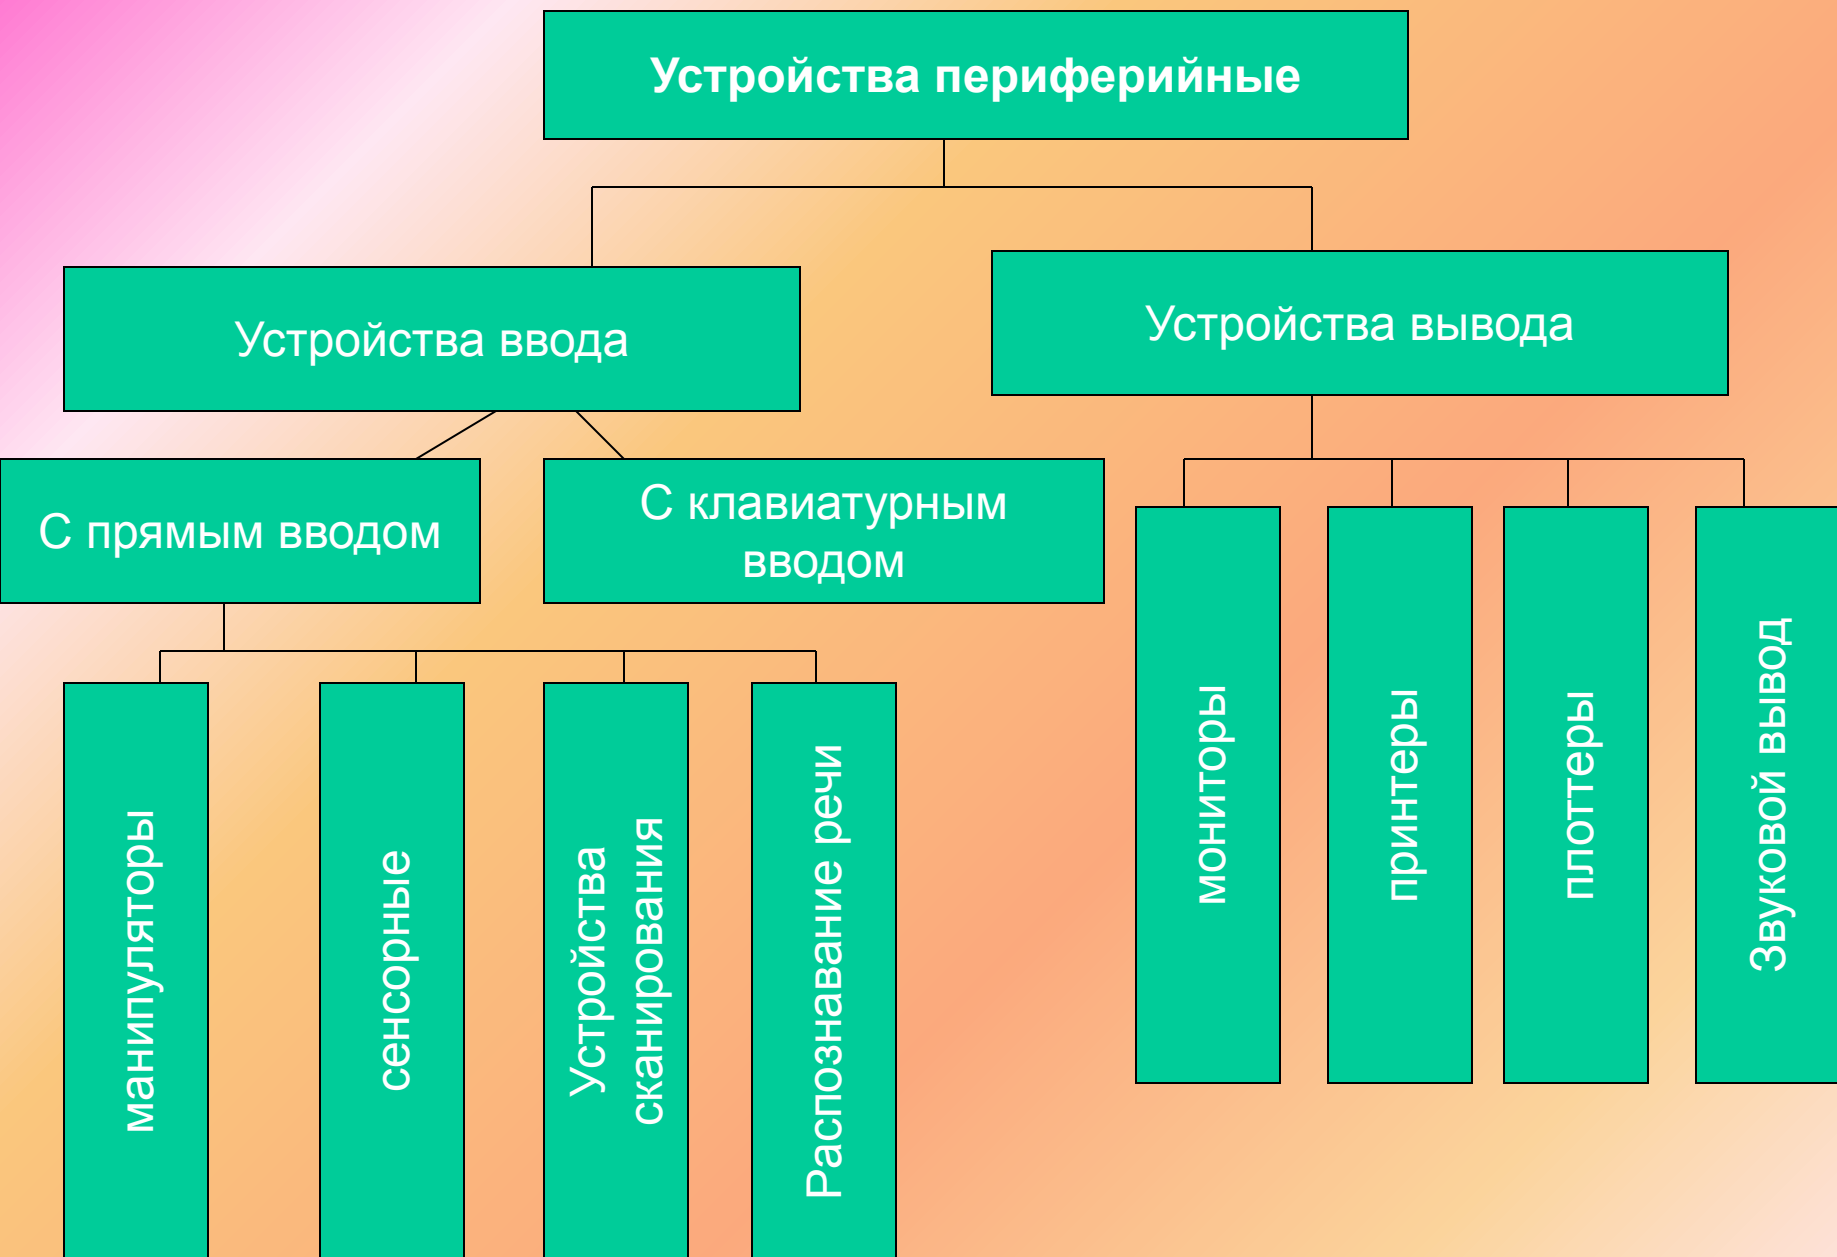 Устройства периферийные
Устройства ввода
Устройства вывода
С прямым вводом
С клавиатурным
вводом
манипуляторы
сенсорные
Устройства
сканирования
Распознавание речи
мониторы
принтеры
плоттеры
Звуковой вывод